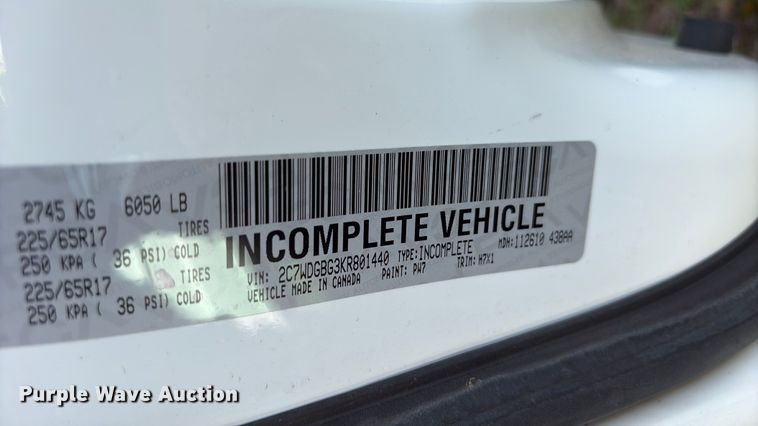 2745 KG 6050 LB
TIRES
225/65R17
250 KPA ( 36 PSI) COLD
TIRES
225/65R17
250 KPA ( 36 PSI) COLD
INCOMPLETE VEHICLE
VIN: 2C7WDGBG3KR801440 TYPE: INCOMPLETE MDH: 112610 438AA
VEHICLE MADE IN CANADA PAINT: PW7 TRIM: H7X1
Purple Wave Auction